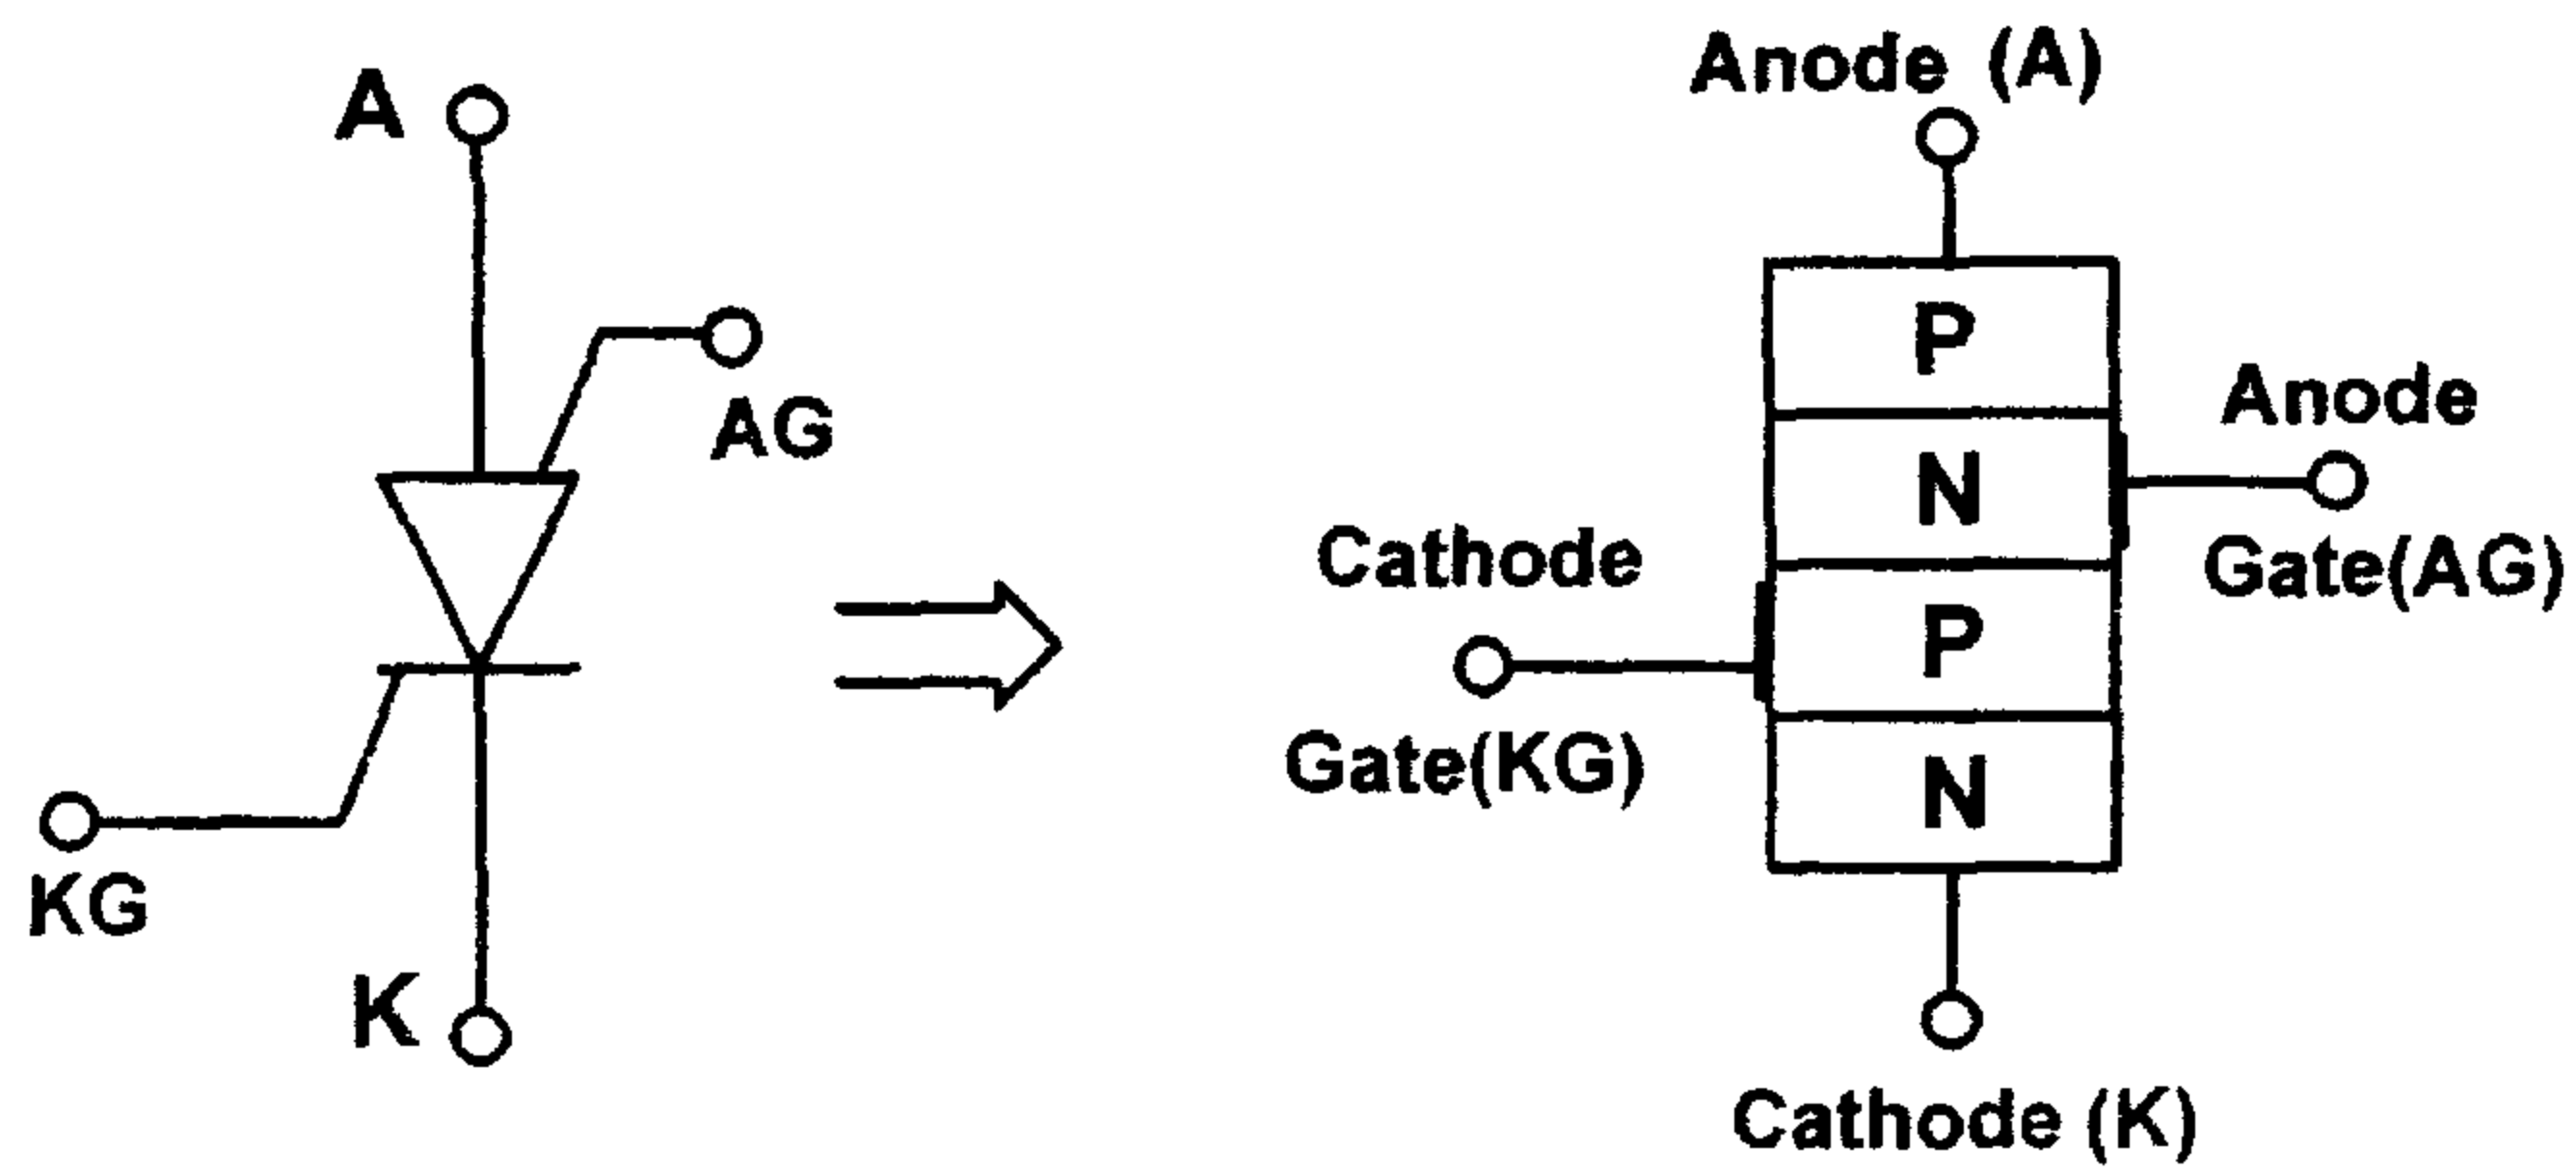 A
AG
KG
K
Anode (A)
P
N
P
N
Anode
Gate(AG)
Cathode
Gate(KG)
Cathode (K)